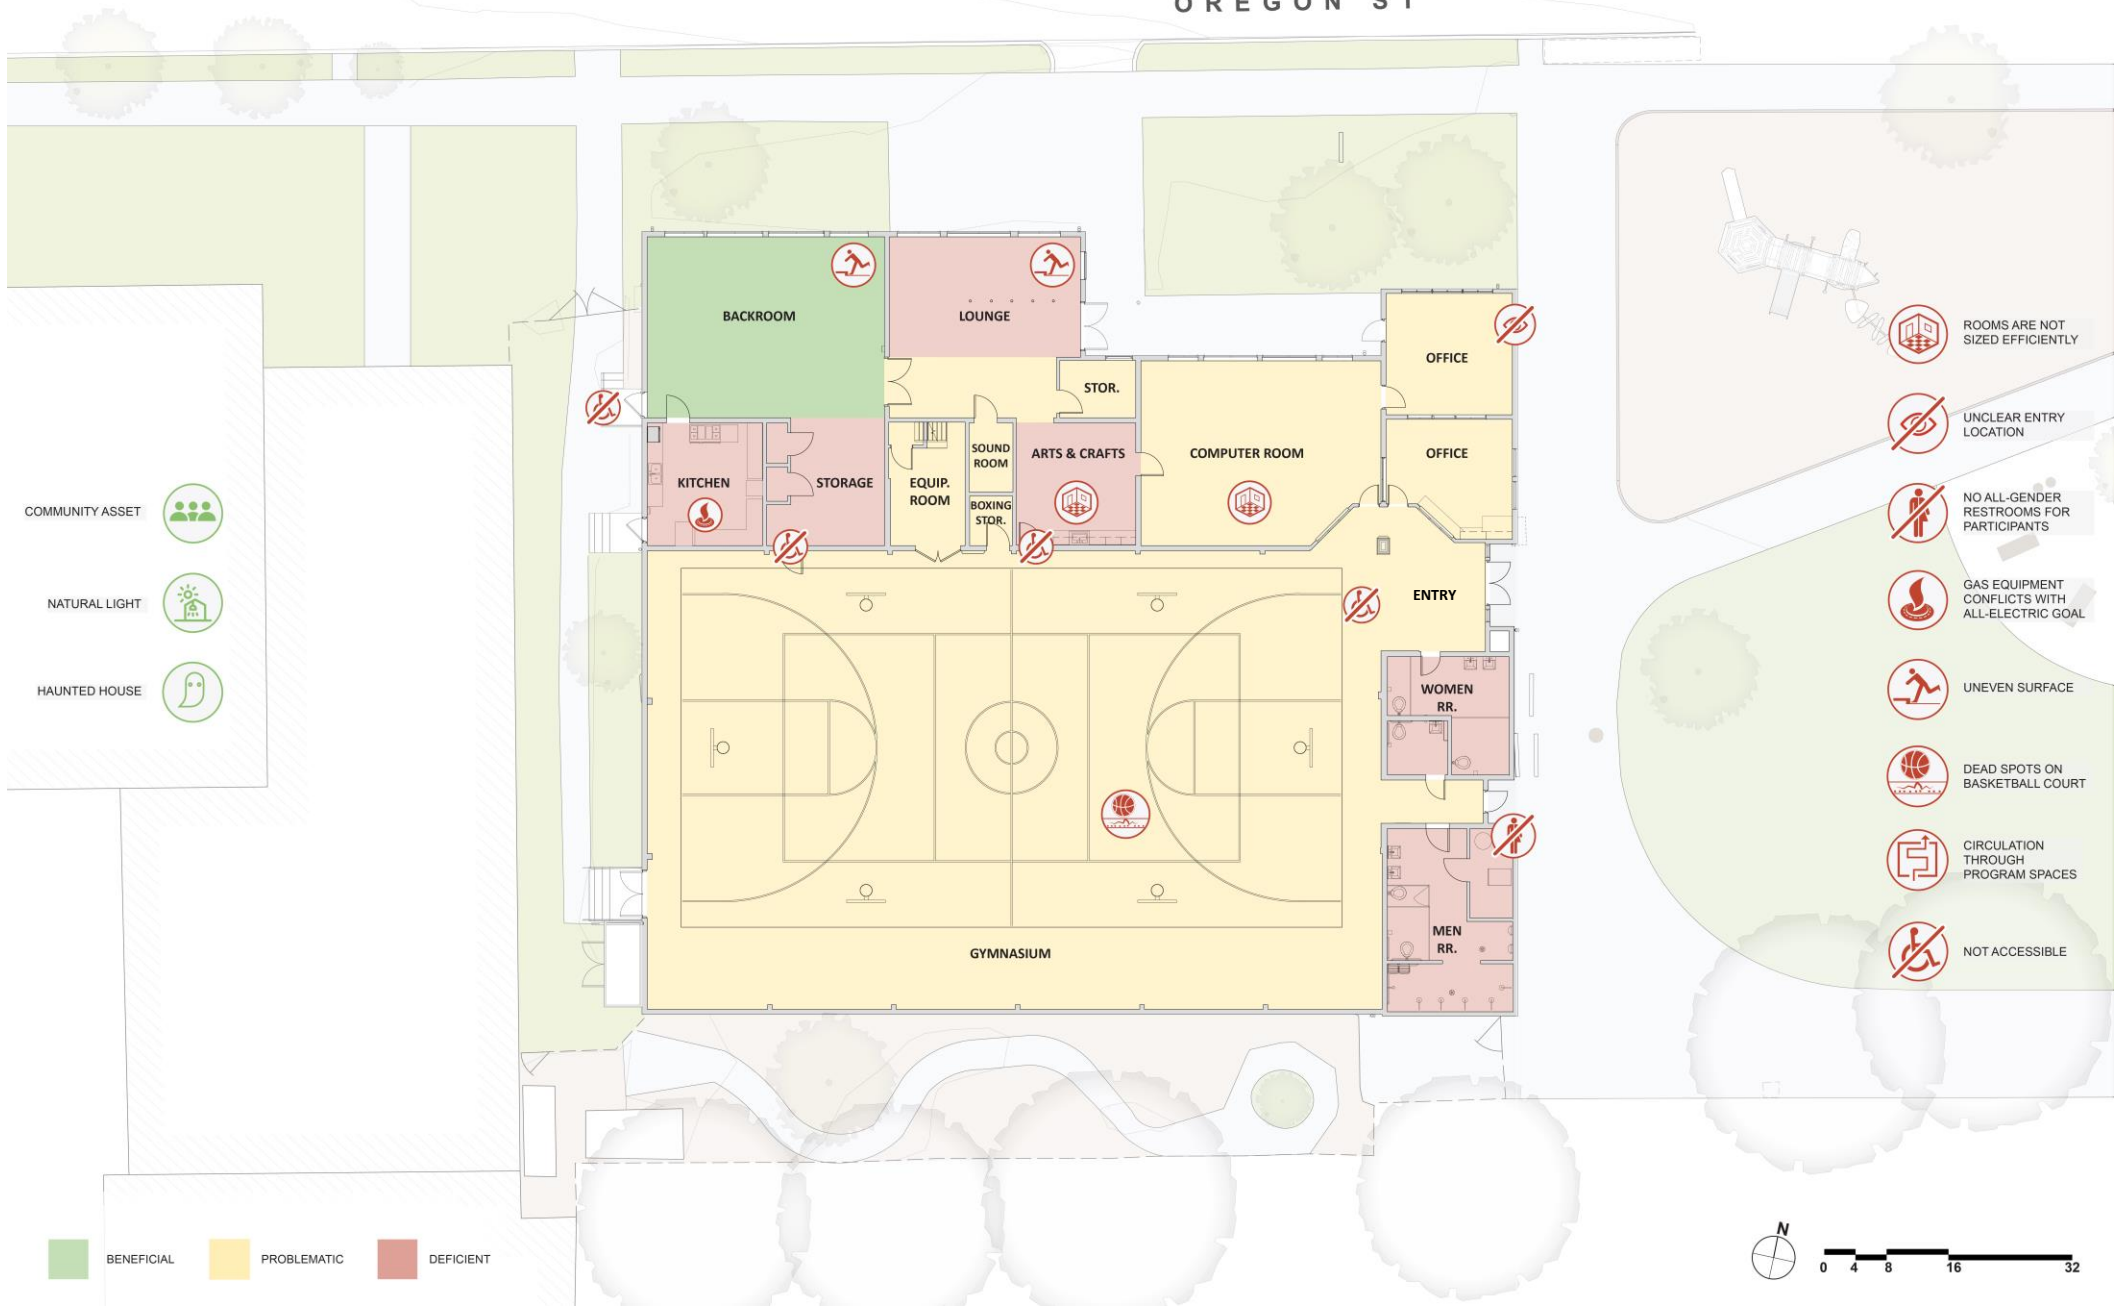 OREGON ST
BACKROOM
LOUNGE
OFFICE
STOR.
OFFICE
KITCHEN
STORAGE
EQUIP.
ROOM
SOUND
ROOM
BOXING
STOR.
ARTS & CRAFTS
COMPUTER ROOM
ENTRY
WOMEN
RR.
MEN
RR.
GYMNASIUM
COMMUNITY ASSET
NATURAL LIGHT
HAUNTED HOUSE
ROOMS ARE NOT
SIZED EFFICIENTLY
UNCLEAR ENTRY
LOCATION
NO ALL-GENDER
RESTROOMS FOR
PARTICIPANTS
GAS EQUIPMENT
CONFLICTS WITH
ALL-ELECTRIC GOAL
UNEVEN SURFACE
DEAD SPOTS ON
BASKETBALL COURT
CIRCULATION
THROUGH
PROGRAM SPACES
NOT ACCESSIBLE
BENEFICIAL
PROBLEMATIC
DEFICIENT
N
0 4 8 16 32